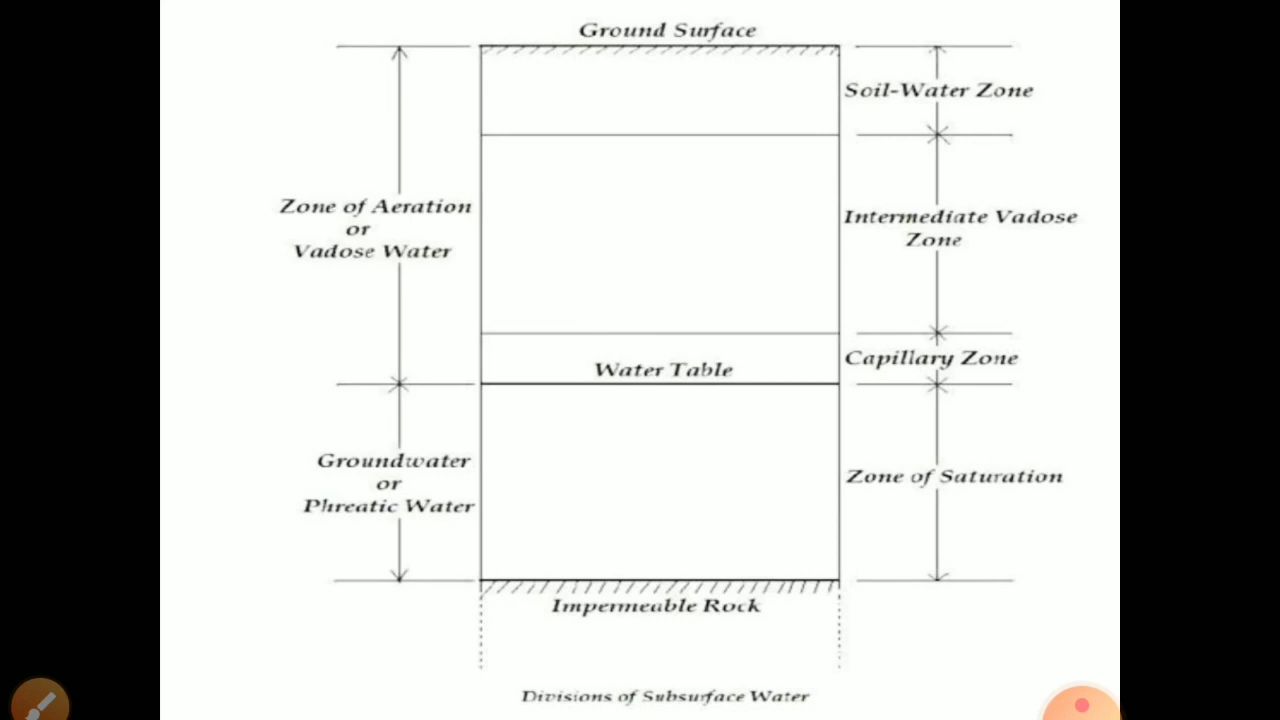 Ground Surface
Soil-Water Zone
Zone of Aeration
or
Vadose Water
Intermediate Vadose
Zone
Water Table
Capillary Zone
Groundwater
or
Phreatic Water
Zone of Saturation
Impermeable Rock
Divisions of Subsurface Water